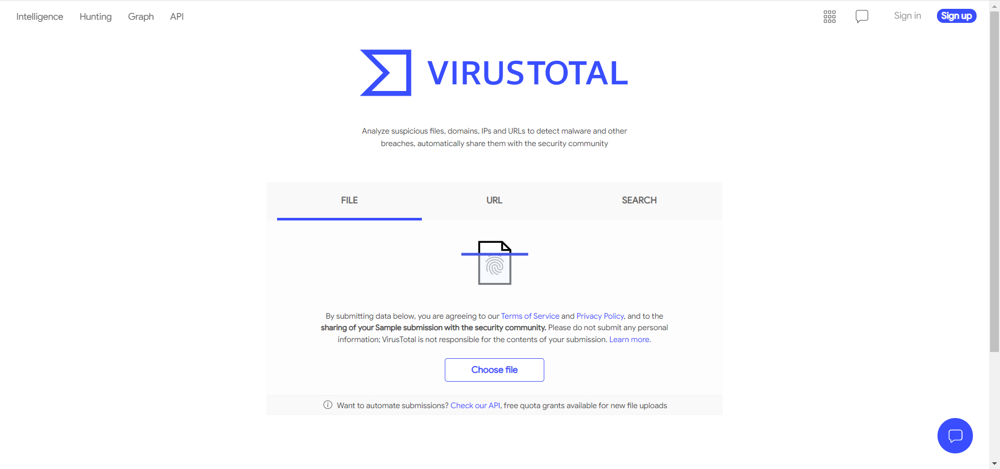 Intelligence Hunting Graph API Sign in Sign up
VIRUSTOTAL
Analyze suspicious files, domains, IPs and URLs to detect malware and other
breaches, automatically share them with the security community
FILE URL SEARCH
By submitting data below, you are agreeing to our Terms of Service and Privacy Policy, and to the
sharing of your Sample submission with the security community. Please do not submit any personal
information; VirusTotal is not responsible for the contents of your submission. Learn more.
Choose file
Want to automate submissions? Check our API, free quota grants available for new file uploads